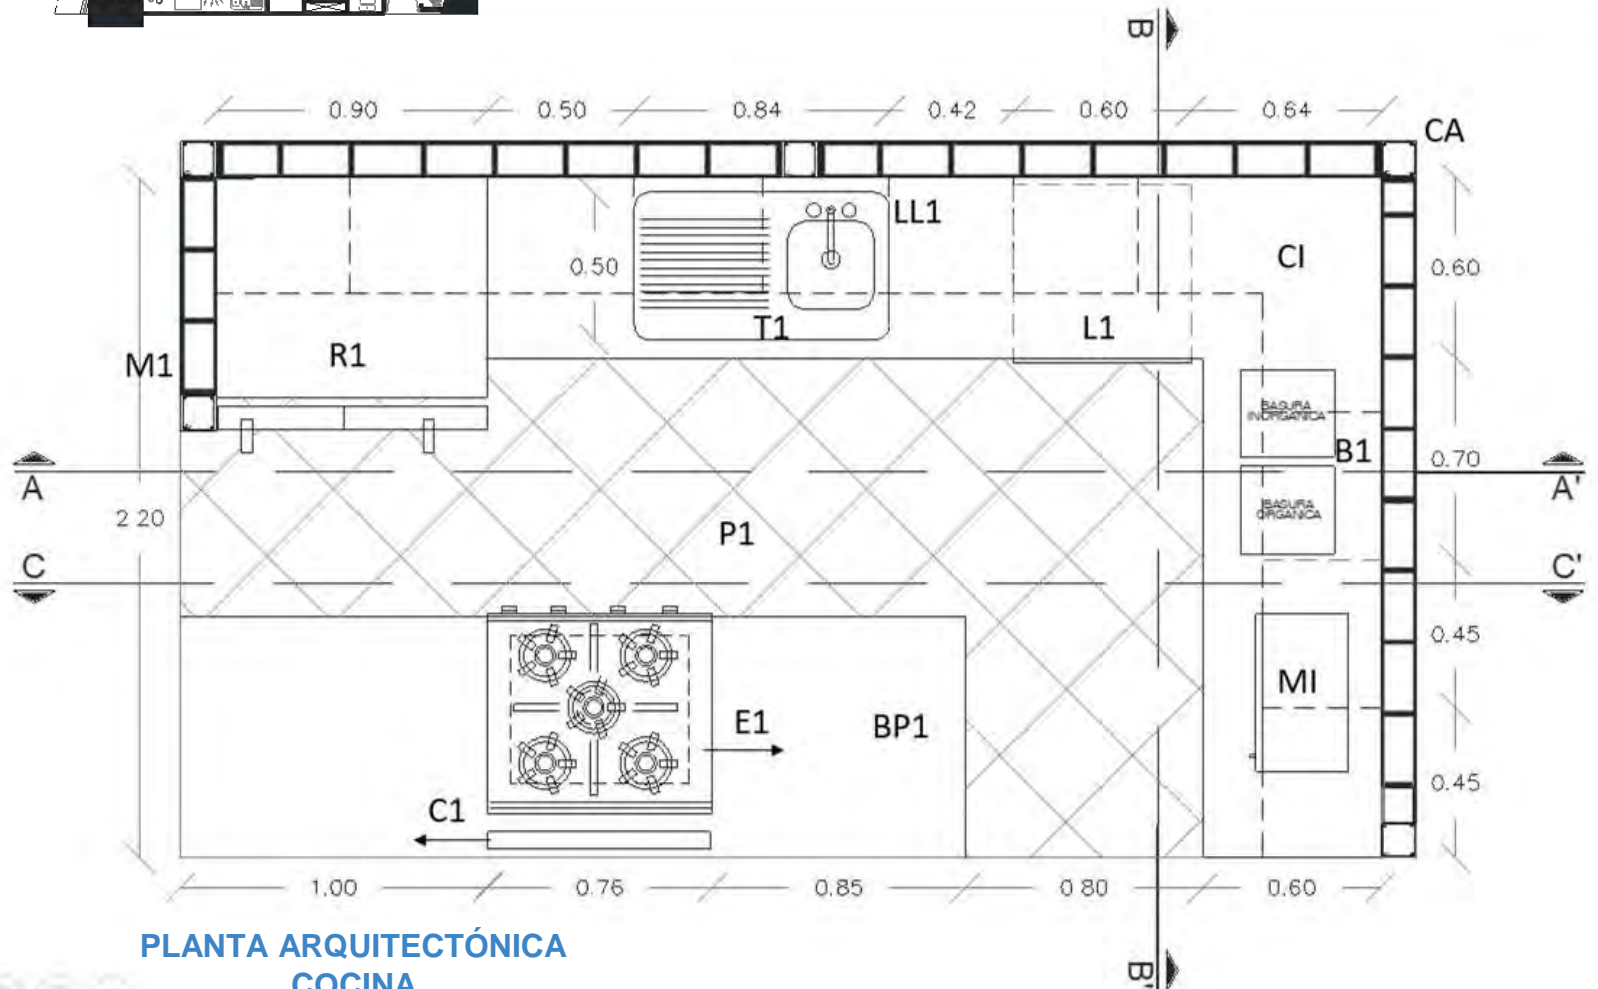 B
0.90 0.50 0.84 0.42 0.60 0.64
CA
LL1
CI
0.50
0.60
T1
L1
R1
M1
BASURA
INORGANICA
B1
0.70
A
A'
BASURA
ORGANICA
2 20
P1
C
C'
0.45
MI
E1
BP1
0.45
C1
1.00 0.76 0.85 0 80 0.60
PLANTA ARQUITECTÓNICA
COCINA
B'